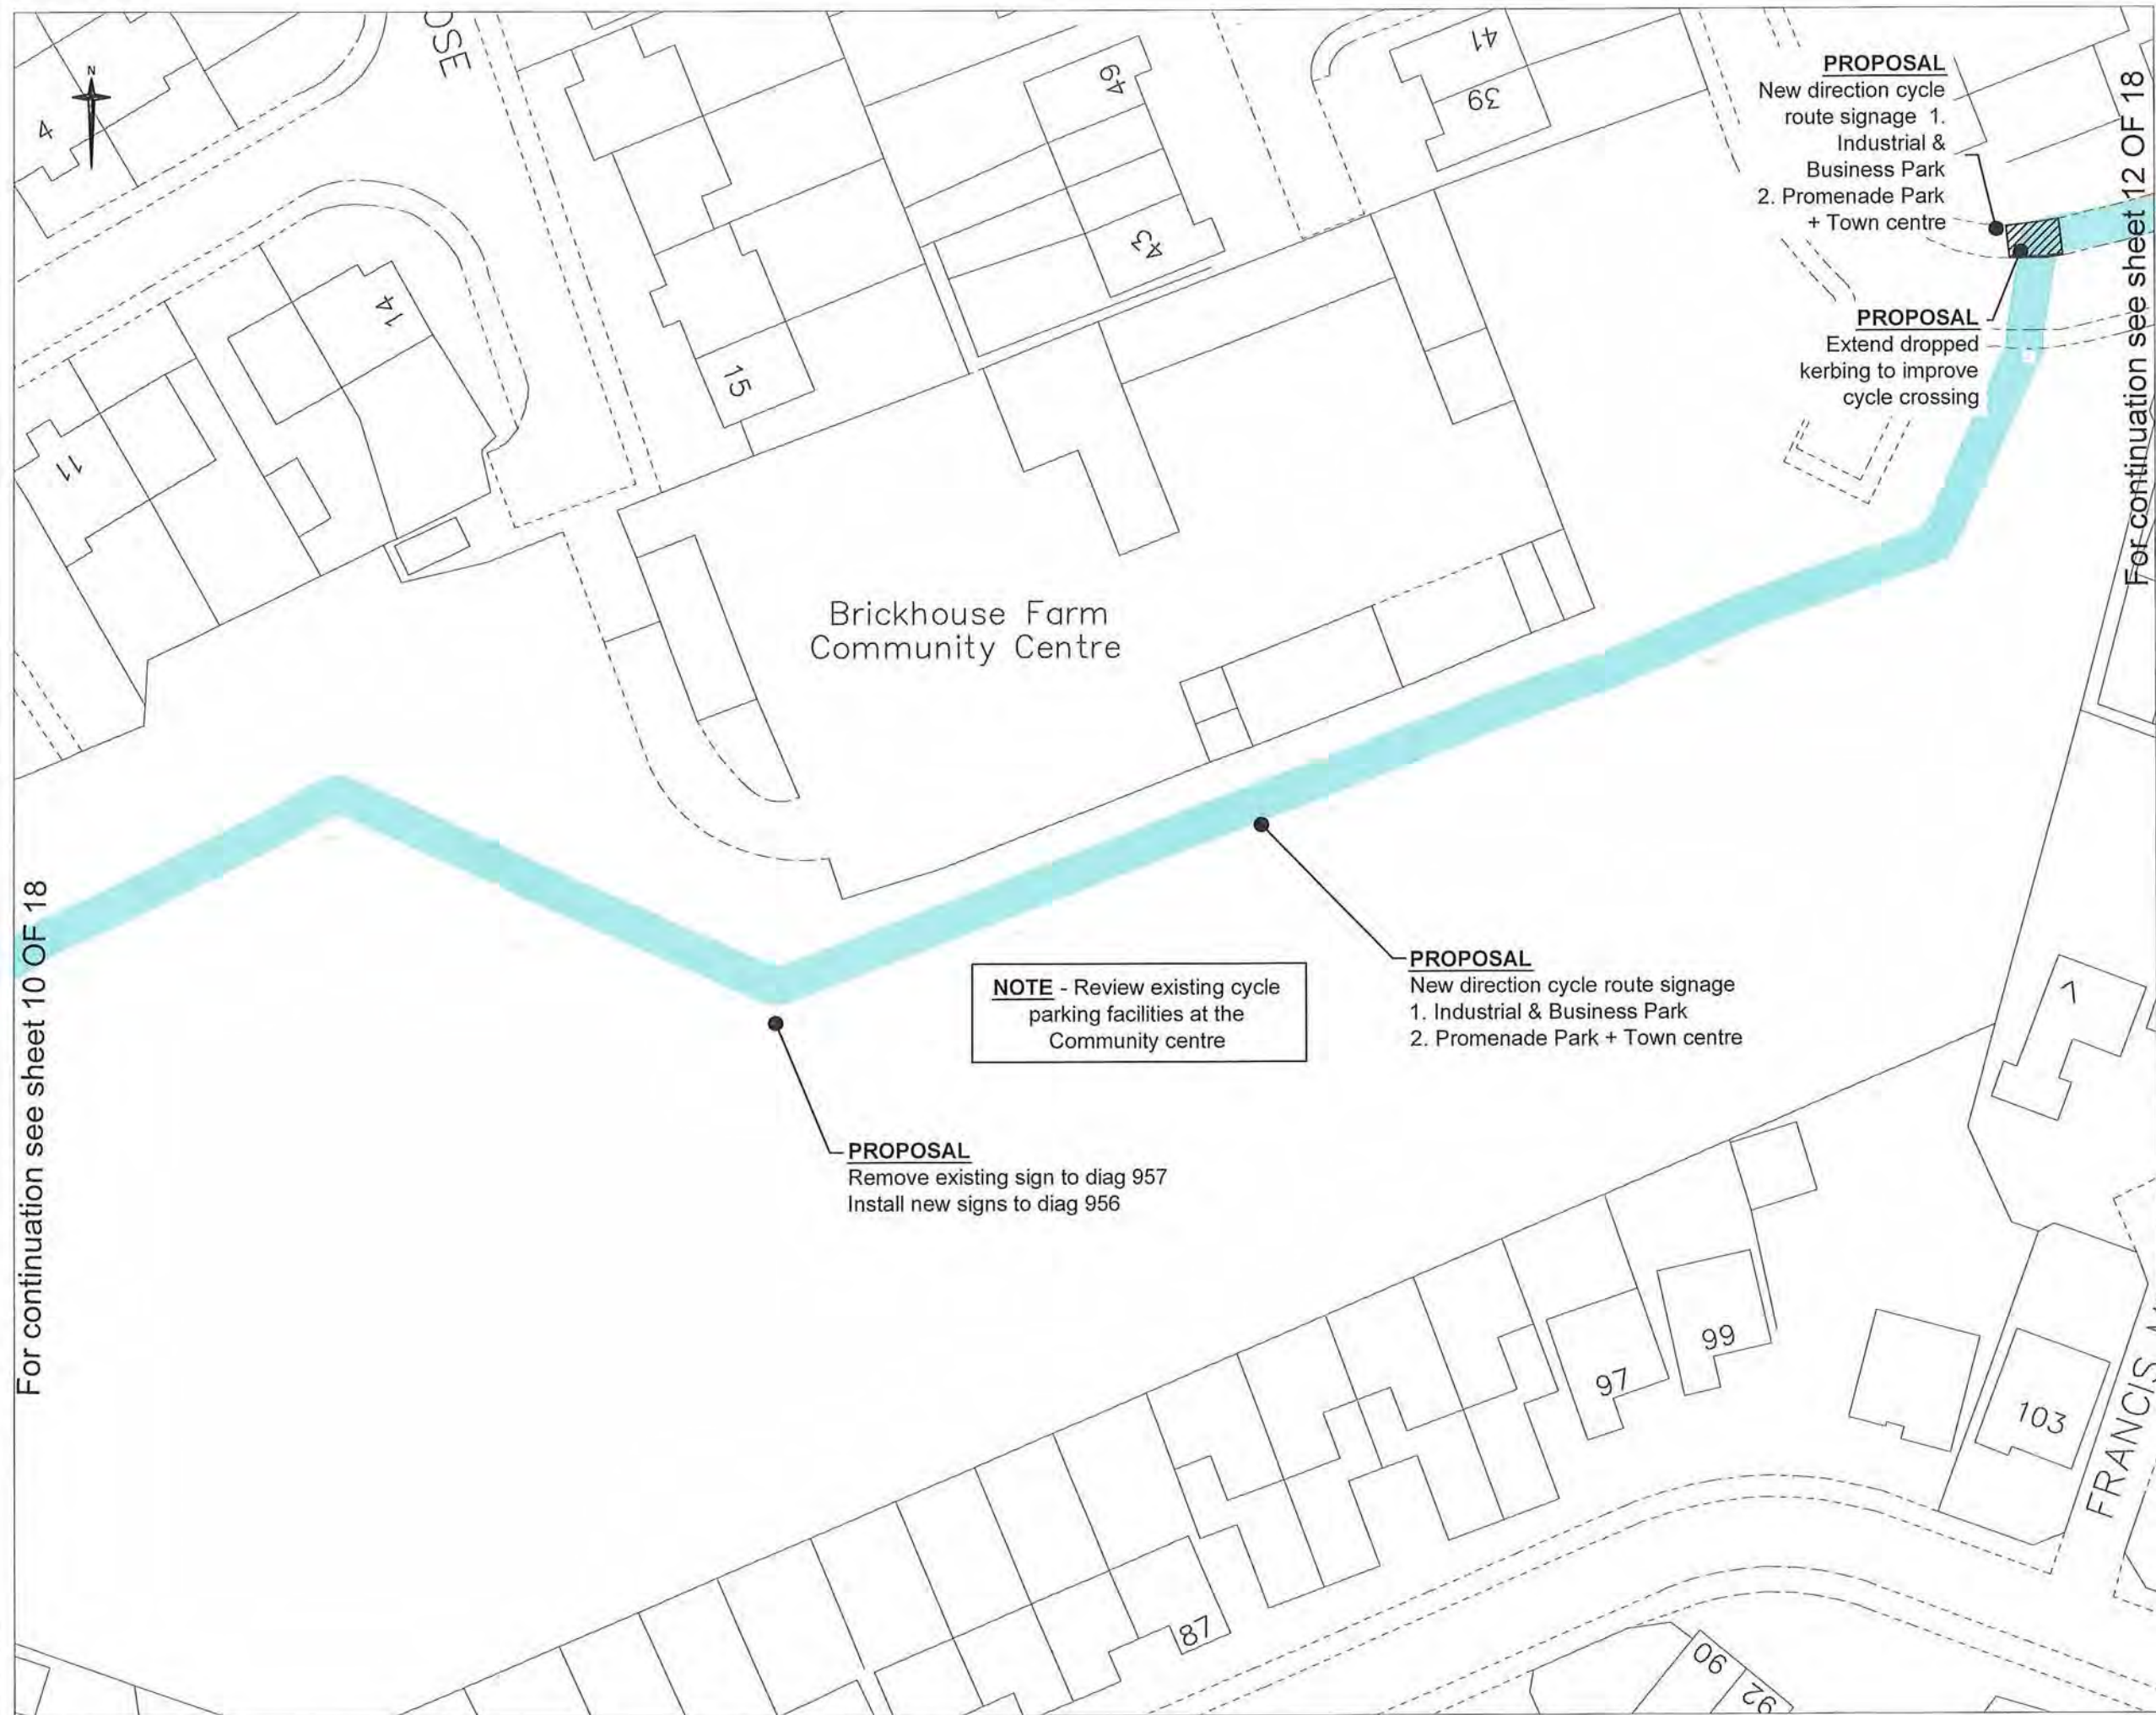 N
4
OSE
49
41
39
43
14
15
11
PROPOSAL
New direction cycle
route signage 1.
Industrial &
Business Park
2. Promenade Park
+ Town centre
PROPOSAL
Extend dropped
kerbing to improve
cycle crossing
For continuation see sheet 12 OF 18
Brickhouse Farm
Community Centre
For continuation see sheet 10 OF 18
NOTE - Review existing cycle
parking facilities at the
Community centre
PROPOSAL
New direction cycle route signage
1. Industrial & Business Park
2. Promenade Park + Town centre
PROPOSAL
Remove existing sign to diag 957
Install new signs to diag 956
7
99
97
103
FRANCIS
87
90
92